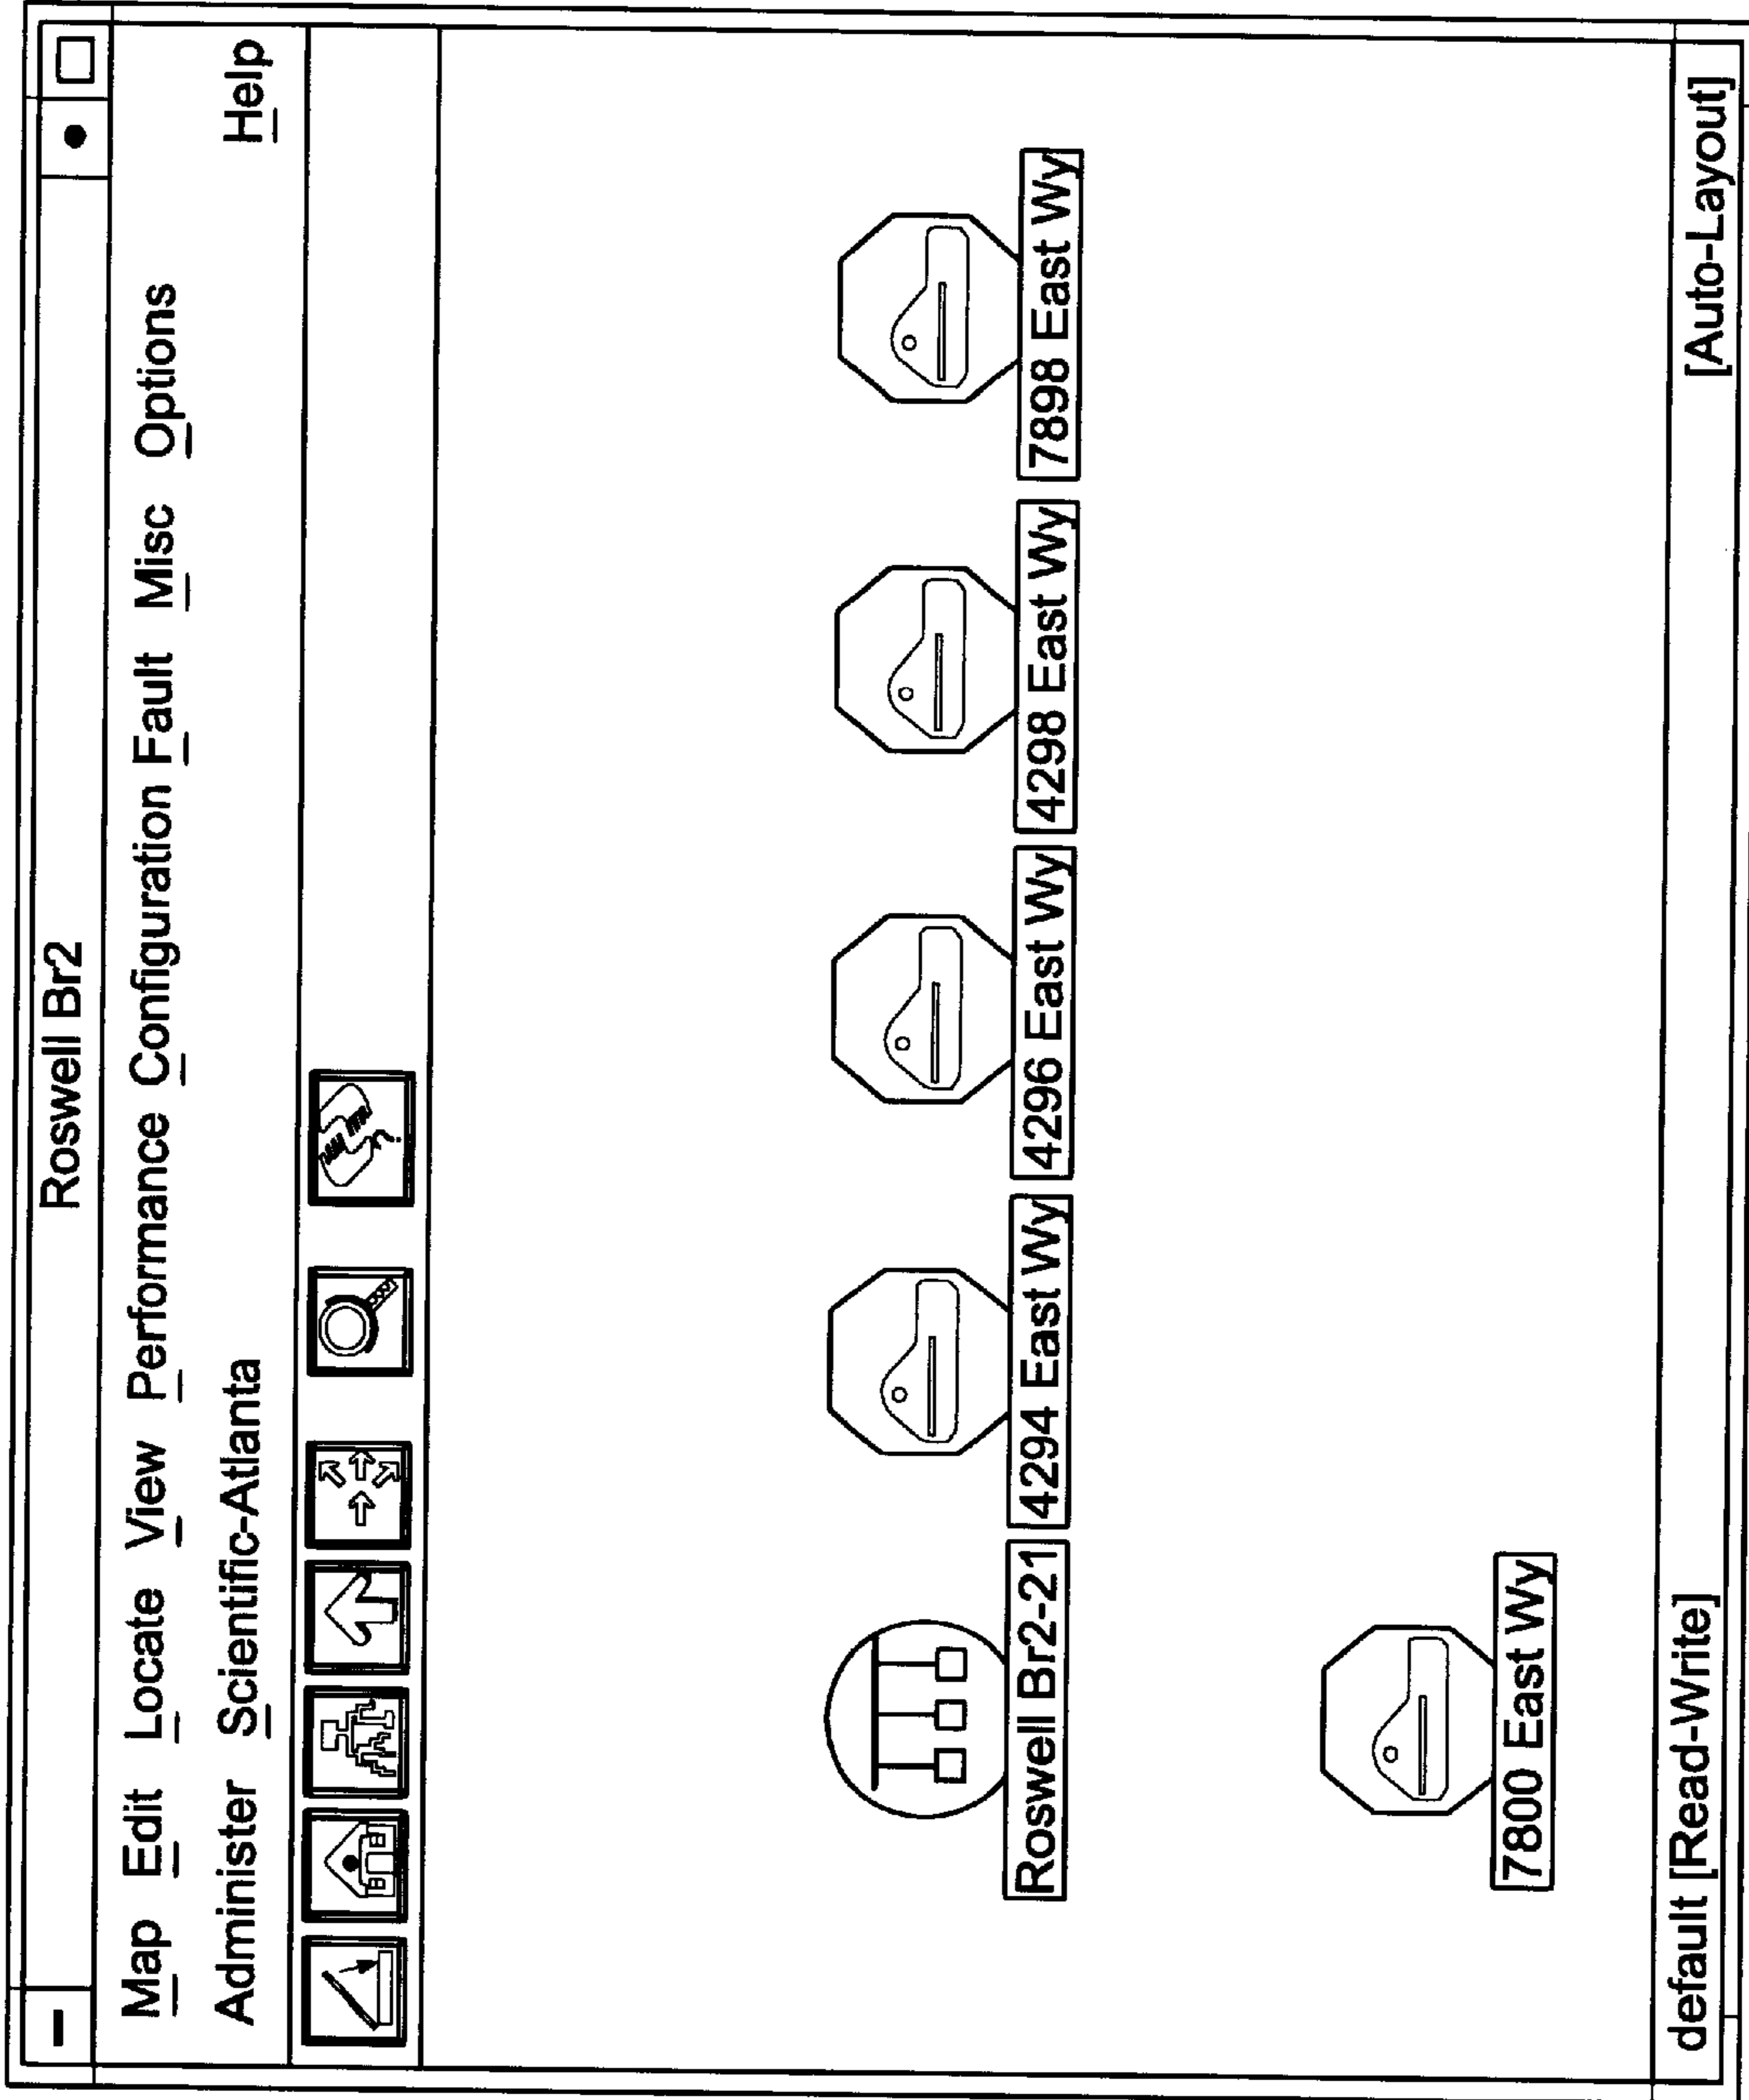 Roswell Br2
Map Edit Locate View Performance Configuration Fault Misc Options
Administer Scientific-Atlanta Help
Roswell Br2-21 4294 East Wy 4296 East Wy 4298 East Wy 7898 East Wy
7800 East Wy
default [Read-Write] [Auto-Layout]